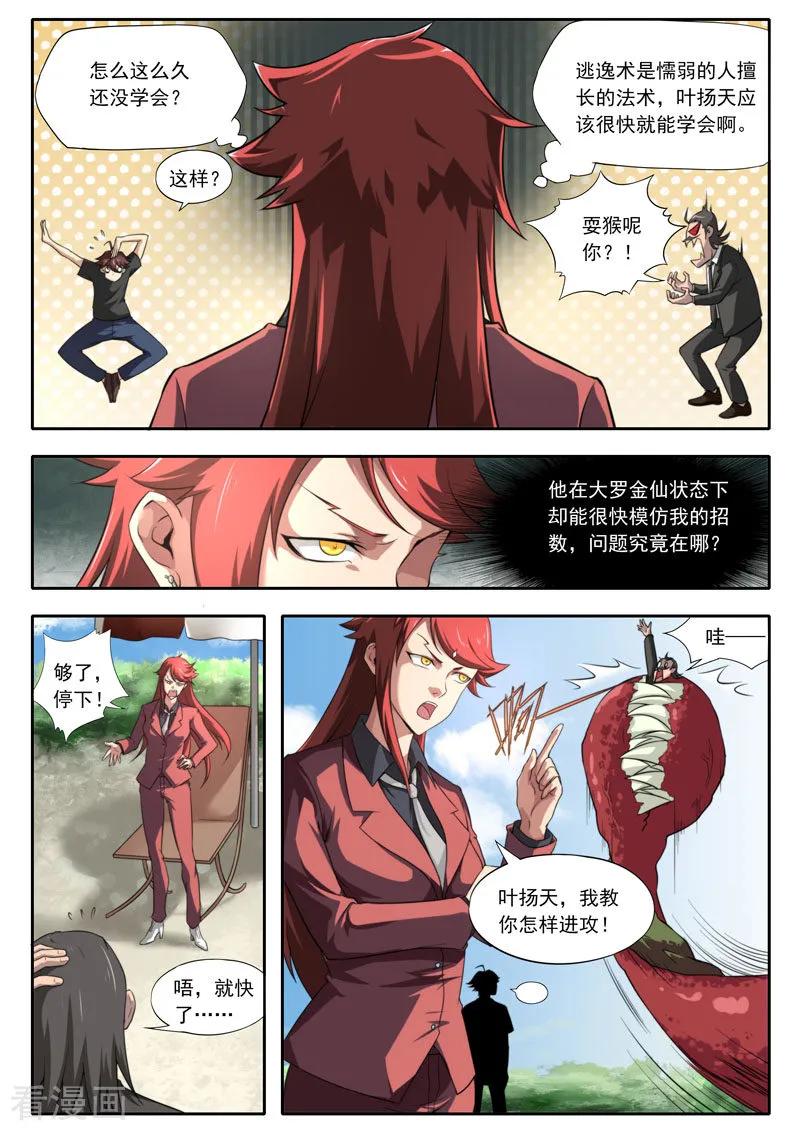 怎么这么久
还没学会？
逃逸术是懦弱的人擅
长的法术，叶扬天应
该很快就能学会啊。
这样？
耍猴呢
你？！
他在大罗金仙状态下
却能很快模仿我的招
数，问题究竟在哪？
够了，
停下！
唔，就快
了……
哇——
叶扬天，我教
你怎样进攻！
看漫画